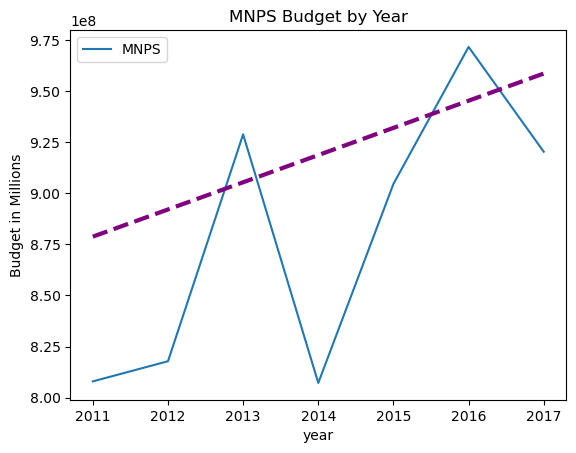 MNPS Budget by Year
1e8
MNPS
9.75
9.50
9.25
9.00
8.75
8.50
8.25
8.00
Budget in Millions
2011 2012 2013 2014 2015 2016 2017
year